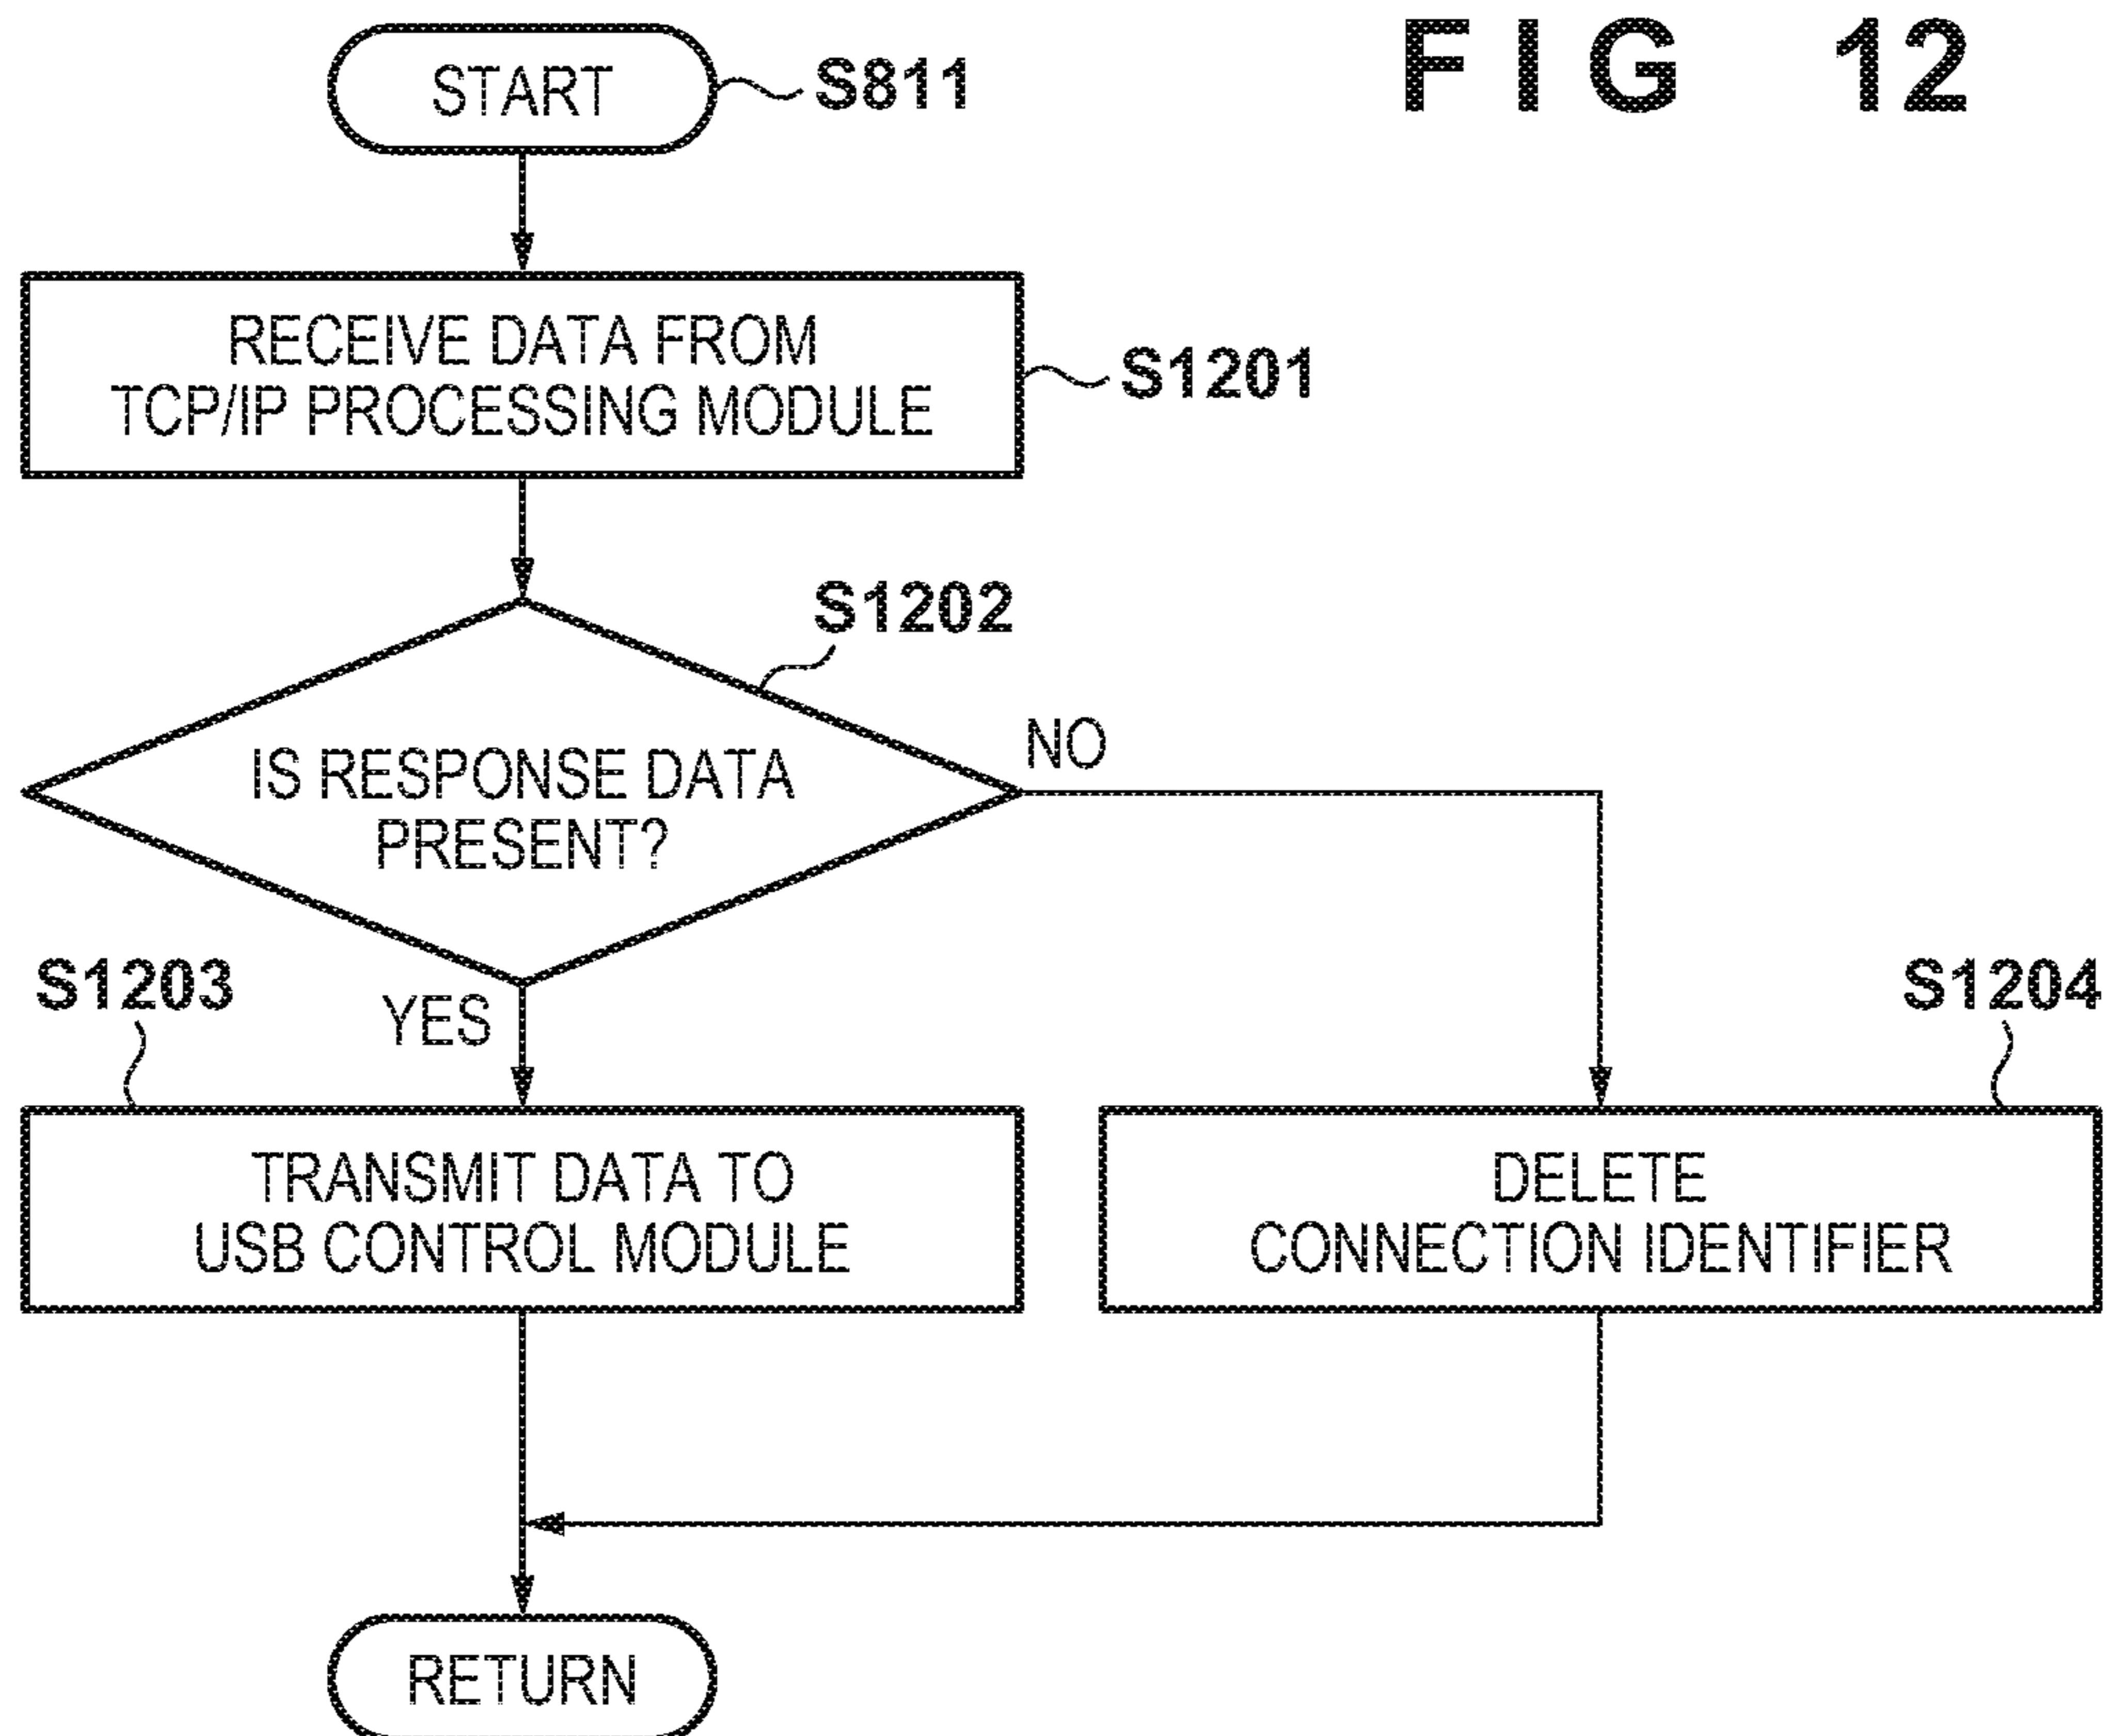 FIG 12
START
S811
RECEIVE DATA FROM
TCP/IP PROCESSING MODULE
S1201
S1202
IS RESPONSE DATA
PRESENT?
NO
YES
S1203
TRANSMIT DATA TO
USB CONTROL MODULE
S1204
DELETE
CONNECTION IDENTIFIER
RETURN